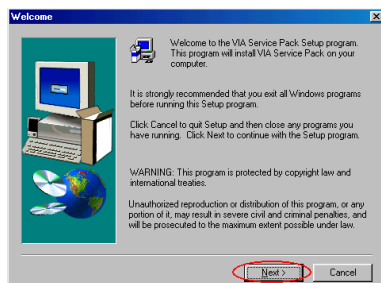 Welcome
Welcome to the VIA Service Pack Setup program.
This program will install VIA Service Pack on your
computer.
It is strongly recommended that you exit all Windows programs
before running this Setup program.
Click Cancel to quit Setup and then close any programs you
have running. Click Next to continue with the Setup program.
WARNING: This program is protected by copyright law and
international treaties.
Unauthorized reproduction or distribution of this program, or any
portion of it, may result in severe civil and criminal penalties, and
will be prosecuted to the maximum extent possible under law.
Next >
Cancel